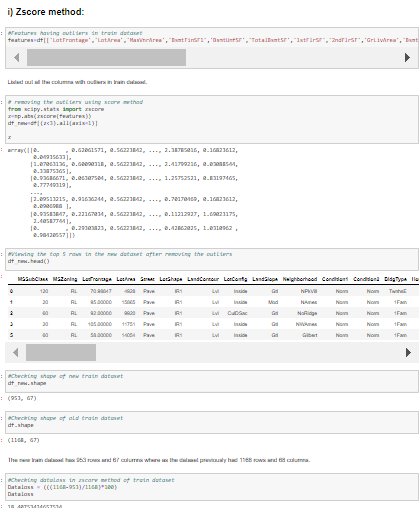 i) Zscore method:
#Features having outliers in train dataset
features=df[['LotFrontage','LotArea','MasVnrArea','BsmtFinSF1','BsmtUnfSF','TotalBsmtSF','1stFlrSF','2ndFlrSF','GrLivArea','Bsmt
Listed out all the columns with outliers in train dataset.
# removing the outliers using zscore method
from scipy.stats import zscore
z=np.abs(zscore(features))
df_new=df[(z<3).all(axis=1)]
z
array([[0. , 0.62061571, 0.56223842, ..., 2.38785016, 0.16823612,
0.04935633],
[1.07063336, 0.60090318, 0.56223842, ..., 2.41799216, 0.03088544,
0.33875365],
[0.93686671, 0.06307504, 0.56223842, ..., 1.25752521, 0.83197465,
0.77749319],
...,
[2.09513215, 0.91636244, 0.56223842, ..., 0.70170469, 0.16823612,
0.0906988 ],
[0.93583847, 0.22167034, 0.56223842, ..., 0.11212927, 1.69023175,
2.40587744],
[0. , 0.29303823, 0.56223842, ..., 0.42862025, 1.0310962 ,
0.98420557]])
#Viewing the top 5 rows in the new dataset after removing the outliers
df_new.head()
MSSubClass MSZoning LotFrontage LotArea Street LotShape LandContour LotConfig LandSlope Neighborhood Condition1 Condition2 BldgType Ho
0 120 RL 70.98847 4928 Pave IR1 Lvl Inside Gtl NPkVill Norm Norm TwnhsE
1 20 RL 95.00000 15865 Pave IR1 Lvl Inside Mod NAmes Norm Norm 1Fam
2 60 RL 92.00000 9920 Pave IR1 Lvl CulDSac Gtl NoRidge Norm Norm 1Fam
3 20 RL 105.00000 11751 Pave IR1 Lvl Inside Gtl NWAmes Norm Norm 1Fam
5 60 RL 58.00000 14054 Pave IR1 Lvl Inside Gtl Gilbert Norm Norm 1Fam
#Checking shape of new train dataset
df_new.shape
(953, 67)
#Checking shape of old train dataset
df.shape
(1168, 67)
The new train dataset has 953 rows and 67 columns where as the dataset previously had 1168 rows and 68 columns.
#Checking dataloss in zscore method of train dataset
Dataloss = (((1168-953)/1168)*100)
Dataloss
18.40753424657534